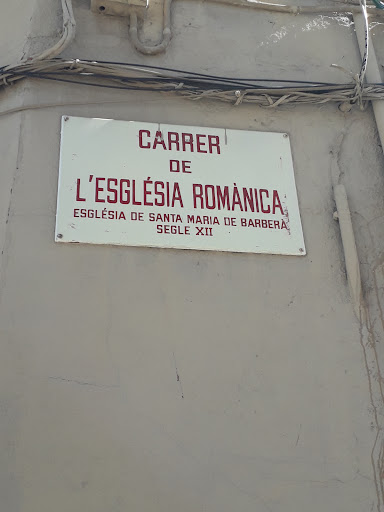 CARRER
DE
L'ESGLÉSIA ROMÀNICA
ESGLÉSIA DE SANTA MARIA DE BARBERÀ
SEGLE XII